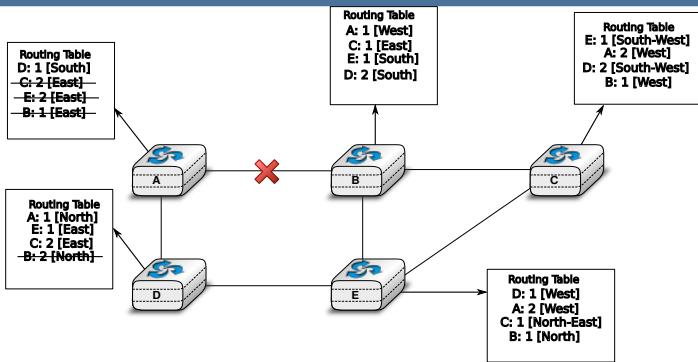 Routing Table
A: 1 [West]
C: 1 [East]
E: 1 [South]
D: 2 [South]
Routing Table
E: 1 [South-West]
A: 2 [West]
D: 2 [South-West]
B: 1 [West]
Routing Table
D: 1 [South]
C: 2 [East]
E: 2 [East]
B: 1 [East]
A
B
C
Routing Table
A: 1 [North]
E: 1 [East]
C: 2 [East]
B: 2 [North]
D
E
Routing Table
D: 1 [West]
A: 2 [West]
C: 1 [North-East]
B: 1 [North]